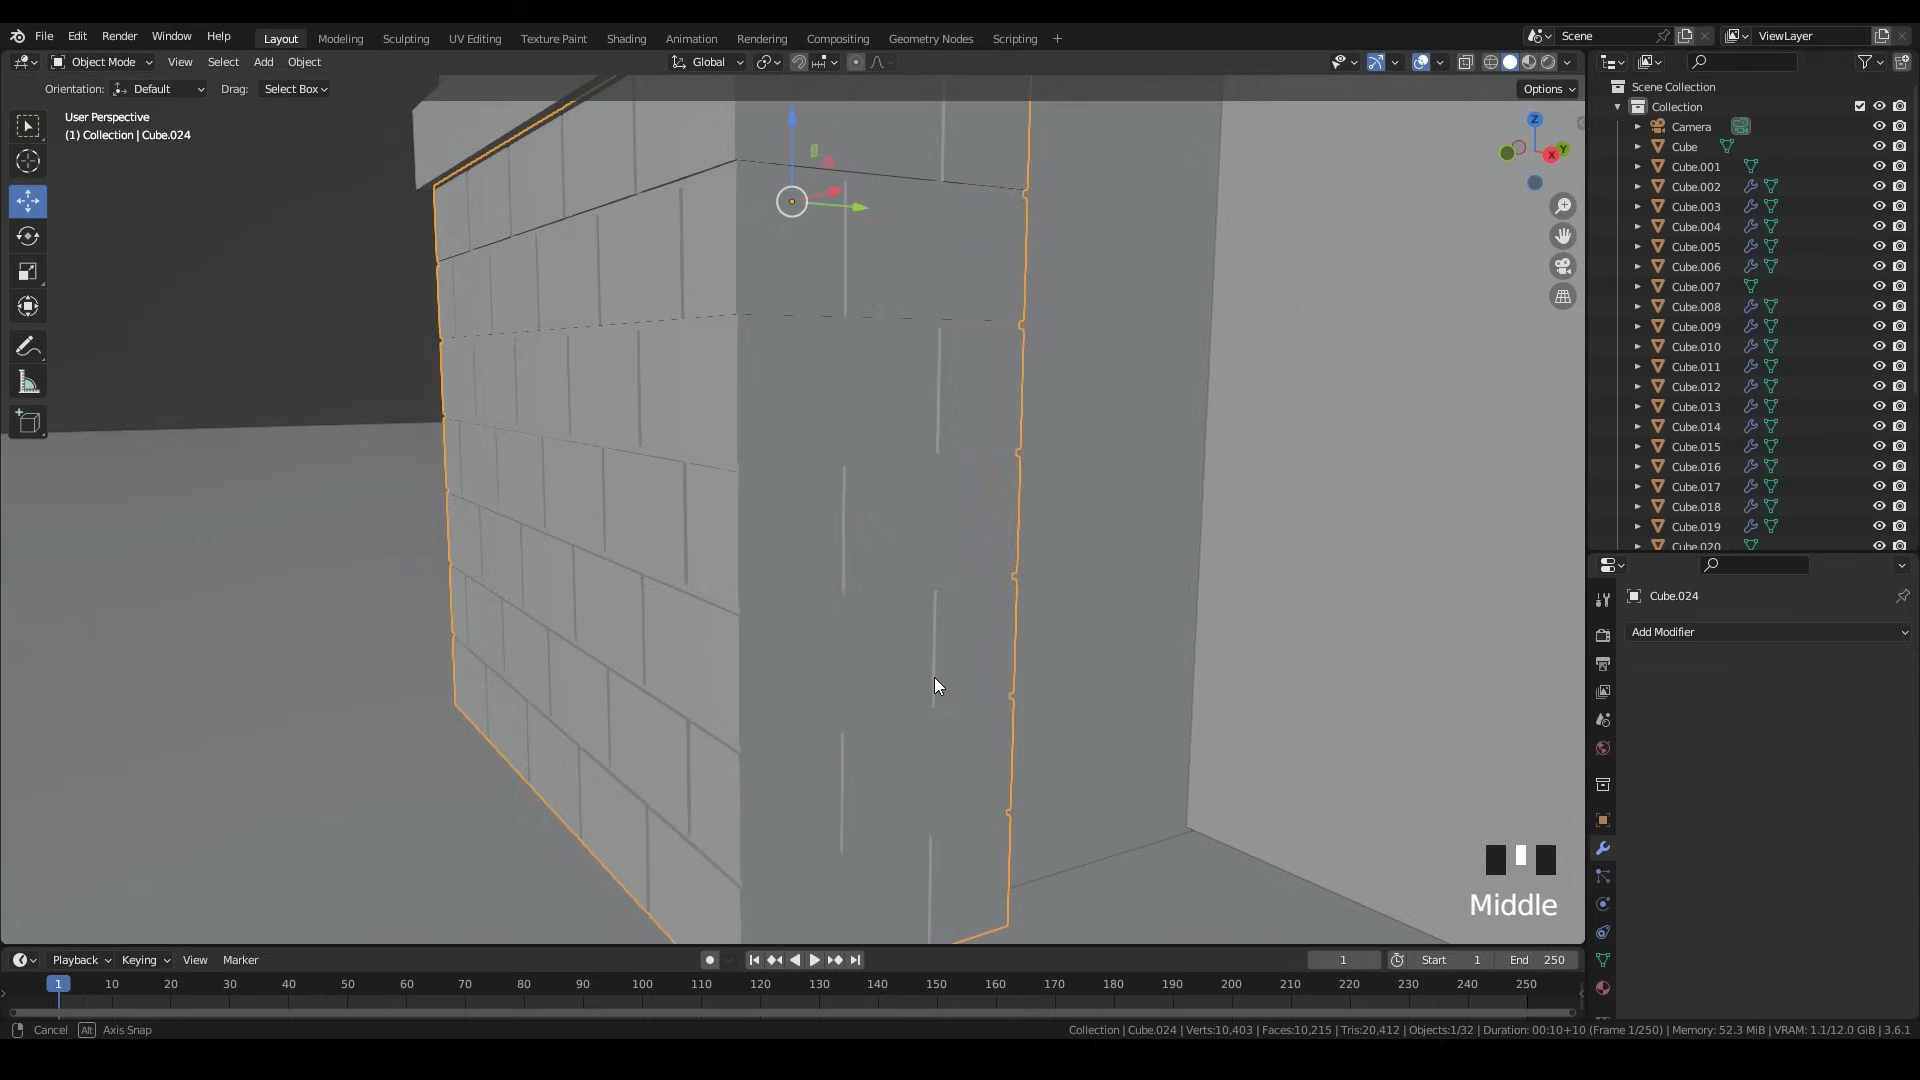 File Edit Render Window Help Layout Modeling Sculpting UV Editing Texture Paint Shading Animation Rendering Compositing Geometry Nodes Scripting + Scene ViewLayer
Object Mode View Select Add Object Global
Orientation: Default Drag: Select Box Options
User Perspective
(1) Collection | Cube.024
Z
Y
X
Scene Collection
Collection
Camera
Cube
Cube.001
Cube.002
Cube.003
Cube.004
Cube.005
Cube.006
Cube.007
Cube.008
Cube.009
Cube.010
Cube.011
Cube.012
Cube.013
Cube.014
Cube.015
Cube.016
Cube.017
Cube.018
Cube.019
Cube.020
Cube.024
Add Modifier
Middle
Playback Keying View Marker 1 Start 1 End 250
1 10 20 30 40 50 60 70 80 90 100 110 120 130 140 150 160 170 180 190 200 210 220 230 240 250
Cancel Alt Axis Snap Collection | Cube.024 | Verts:10,403 | Faces:10,215 | Tris:20,412 | Objects:1/32 | Duration: 00:10+10 (Frame 1/250) | Memory: 52.3 MiB | VRAM: 1.1/12.0 GiB | 3.6.1